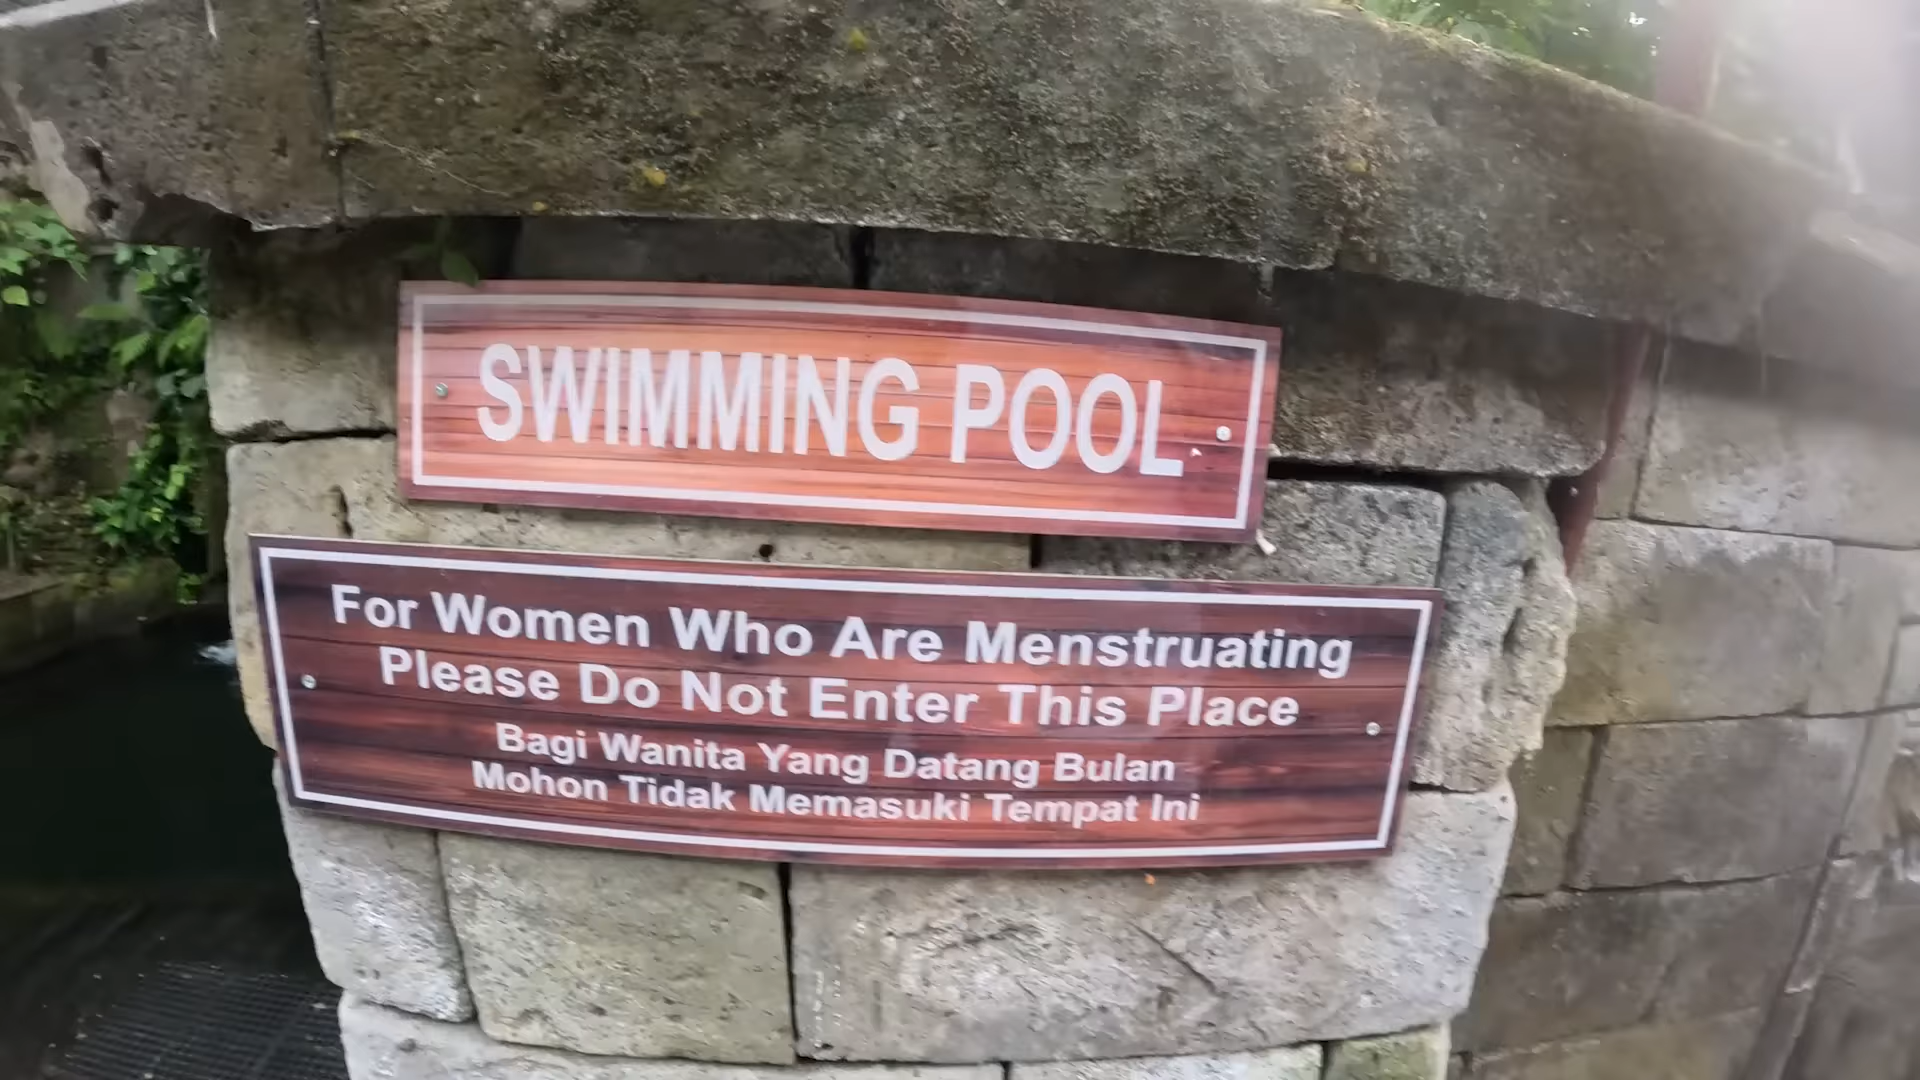 SWIMMING POOL
For Women Who Are Menstruating
Please Do Not Enter This Place
Bagi Wanita Yang Datang Bulan
Mohon Tidak Memasuki Tempat Ini